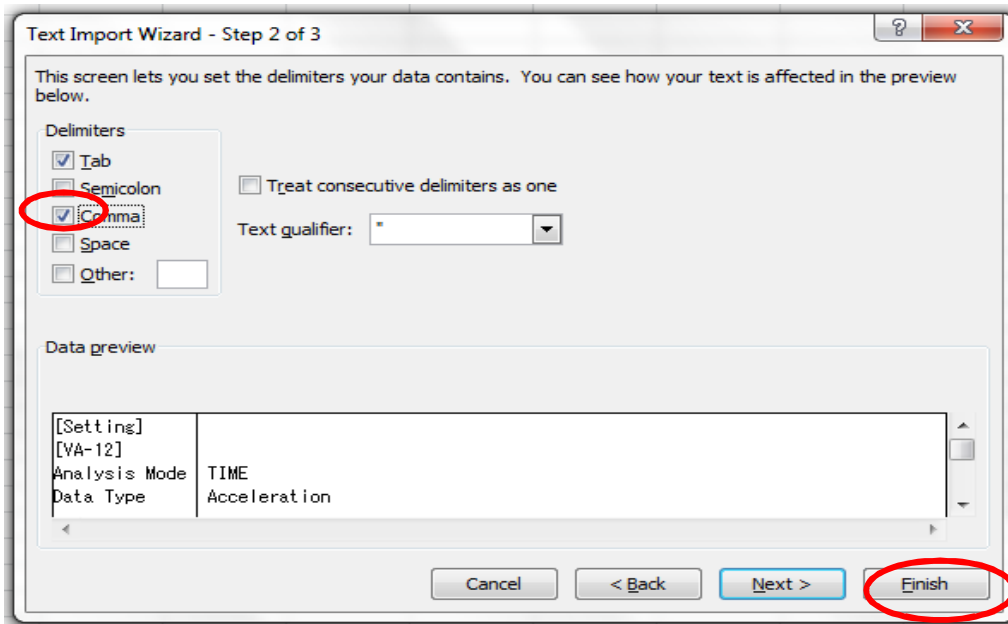 Text Import Wizard - Step 2 of 3
This screen lets you set the delimiters your data contains.  You can see how your text is affected in the preview
below.
Delimiters
Tab
Semicolon
Comma
Space
Other:
Treat consecutive delimiters as one
Text qualifier: "
Data preview
[Setting]
[VA-12]
Analysis Mode TIME
Data Type Acceleration
Cancel < Back Next > Finish